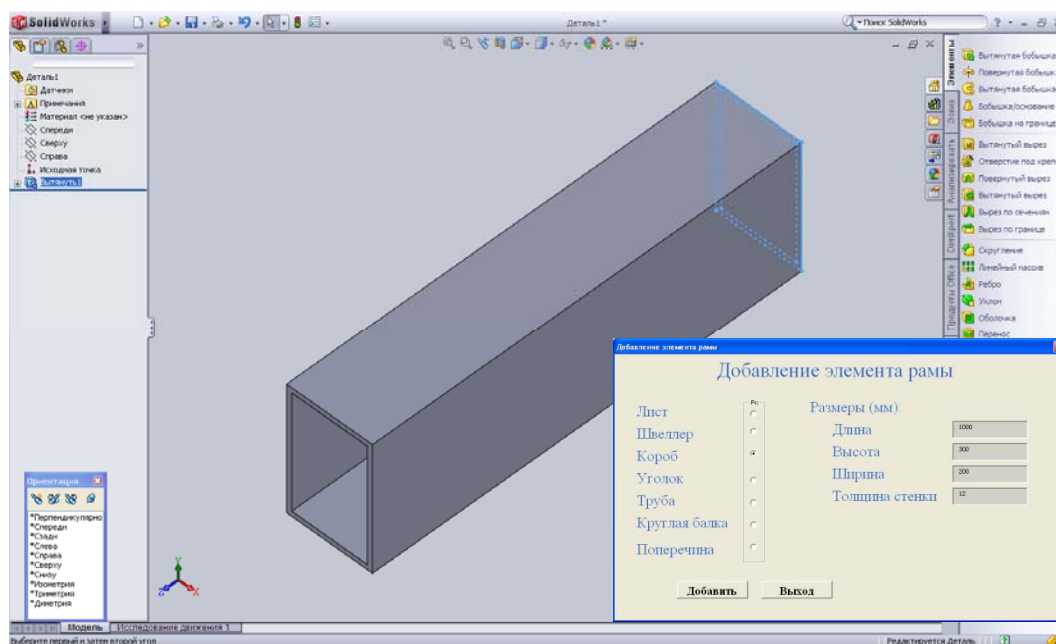 SolidWorks
Деталь1 *
Поиск SolidWorks
Деталь1
Датчики
Примечания
Материал <не указан>
Спереди
Сверху
Справа
Исходная точка
Вытянуть1
Элементы
Эскиз
Анализировать
DimXpert
Продукты Office
Вытянутая бобышка
Повернутая бобышк
Вытянутая бобышка
Бобышка/основание
Бобышка на границе
Вытянутый вырез
Отверстие под креп
Повернутый вырез
Вытянутый вырез
Вырез по сечениям
Вырез по границе
Скругление
Линейный массив
Ребро
Уклон
Оболочка
Перенос
Добавление элемента рамы
Добавление элемента рамы
Лист
Швеллер
Короб
Уголок
Труба
Круглая балка
Поперечина
Размеры (мм):
Длина 1000
Высота 300
Ширина 200
Толщина стенки 12
Добавить
Выход
Ориентация
*Перпендикулярно
*Спереди
*Сзади
*Слева
*Справа
*Сверху
*Снизу
*Изометрия
*Триметрия
*Диметрия
Y
Z
X
Модель
Исследование движения 1
Выберите первый и затем второй угол
Редактируется Деталь